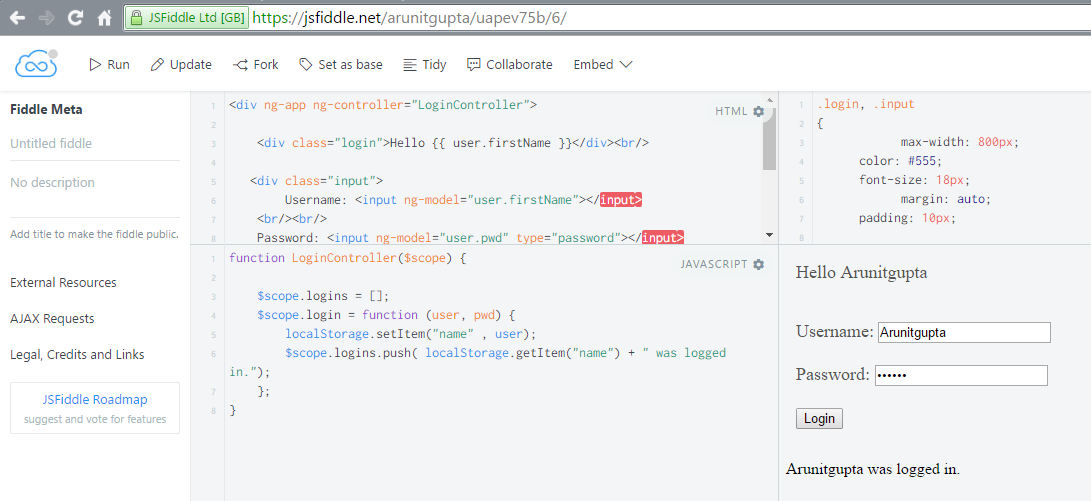 JSFiddle Ltd [GB] https://jsfiddle.net/arunitgupta/uapev75b/6/
Run Update Fork Set as base Tidy Collaborate Embed
Fiddle Meta
Untitled fiddle
No description
Add title to make the fiddle public.
External Resources
AJAX Requests
Legal, Credits and Links
JSFiddle Roadmap
suggest and vote for features
HTML
1 <div ng-app ng-controller="LoginController">
2
3 <div class="login">Hello {{ user.firstName }}</div><br/>
4
5 <div class="input">
6 Username: <input ng-model="user.firstName"></input>
7 <br/><br/>
8 Password: <input ng-model="user.pwd" type="password"></input>
1 .login, .input
2 {
3 max-width: 800px;
4 color: #555;
5 font-size: 18px;
6 margin: auto;
7 padding: 10px;
8
JAVASCRIPT
1 function LoginController($scope) {
2
3 $scope.logins = [];
4 $scope.login = function (user, pwd) {
5 localStorage.setItem("name" , user);
6 $scope.logins.push( localStorage.getItem("name") + " was logged
in.");
7 };
8 }
Hello Arunitgupta
Username: Arunitgupta
Password: ••••••
Login
Arunitgupta was logged in.